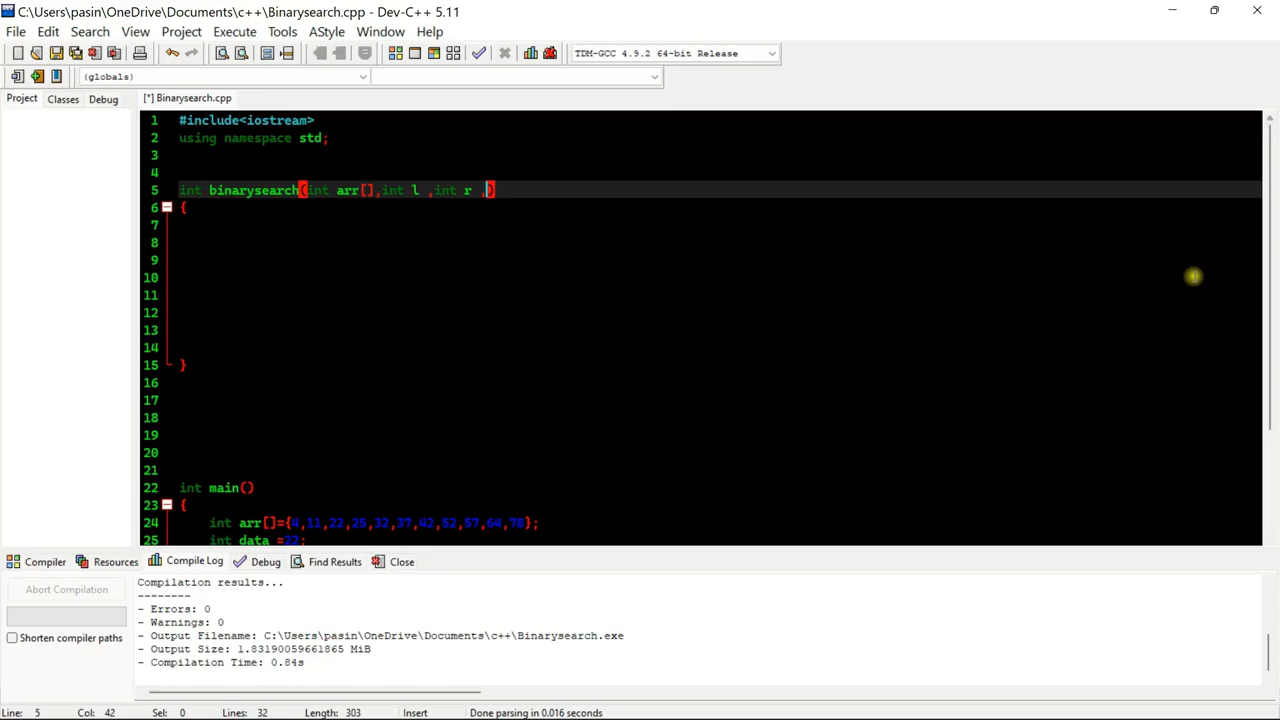 C:\Users\pasin\OneDrive\Documents\c++\Binarysearch.cpp - Dev-C++ 5.11
File Edit Search View Project Execute Tools AStyle Window Help
TDM-GCC 4.9.2 64-bit Release
(globals)
Project Classes Debug [*] Binarysearch.cpp
1 #include<iostream>
2 using namespace std;
3
4
5 int binarysearch(int arr[],int l ,int r ,)
6 {
7
8
9
10
11
12
13
14
15 }
16
17
18
19
20
21
22 int main()
23 {
24 int arr[]={4,11,22,25,32,37,42,52,57,64,78};
25 int data =22;
Compiler Resources Compile Log Debug Find Results Close
Abort Compilation
Shorten compiler paths
Compilation results...
--------
- Errors: 0
- Warnings: 0
- Output Filename: C:\Users\pasin\OneDrive\Documents\c++\Binarysearch.exe
- Output Size: 1.83190059661865 MiB
- Compilation Time: 0.84s
Line: 5 Col: 42 Sel: 0 Lines: 32 Length: 303 Insert Done parsing in 0.016 seconds